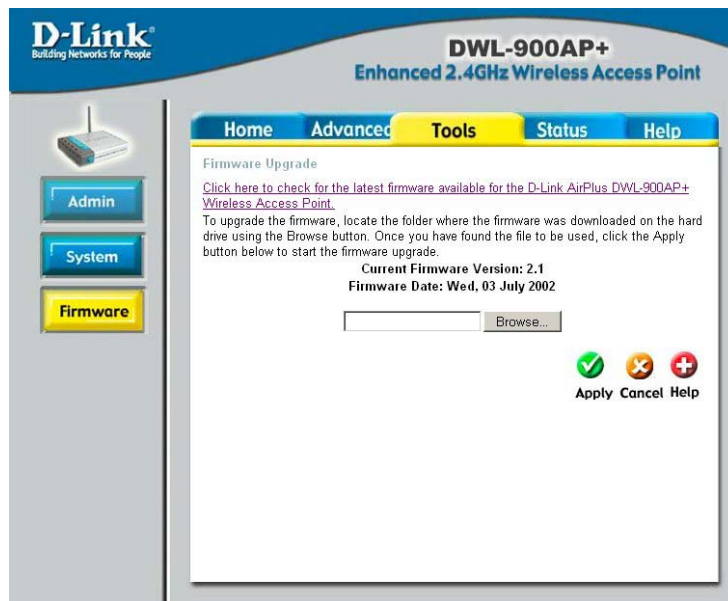 D-Link
Building Networks for People
DWL-900AP+
Enhanced 2.4GHz Wireless Access Point
Home Advanced Tools Status Help
Admin
System
Firmware
Firmware Upgrade
Click here to check for the latest firmware available for the D-Link AirPlus DWL-900AP+
Wireless Access Point.
To upgrade the firmware, locate the folder where the firmware was downloaded on the hard
drive using the Browse button. Once you have found the file to be used, click the Apply
button below to start the firmware upgrade.
Current Firmware Version: 2.1
Firmware Date: Wed, 03 July 2002
Browse...
Apply Cancel Help